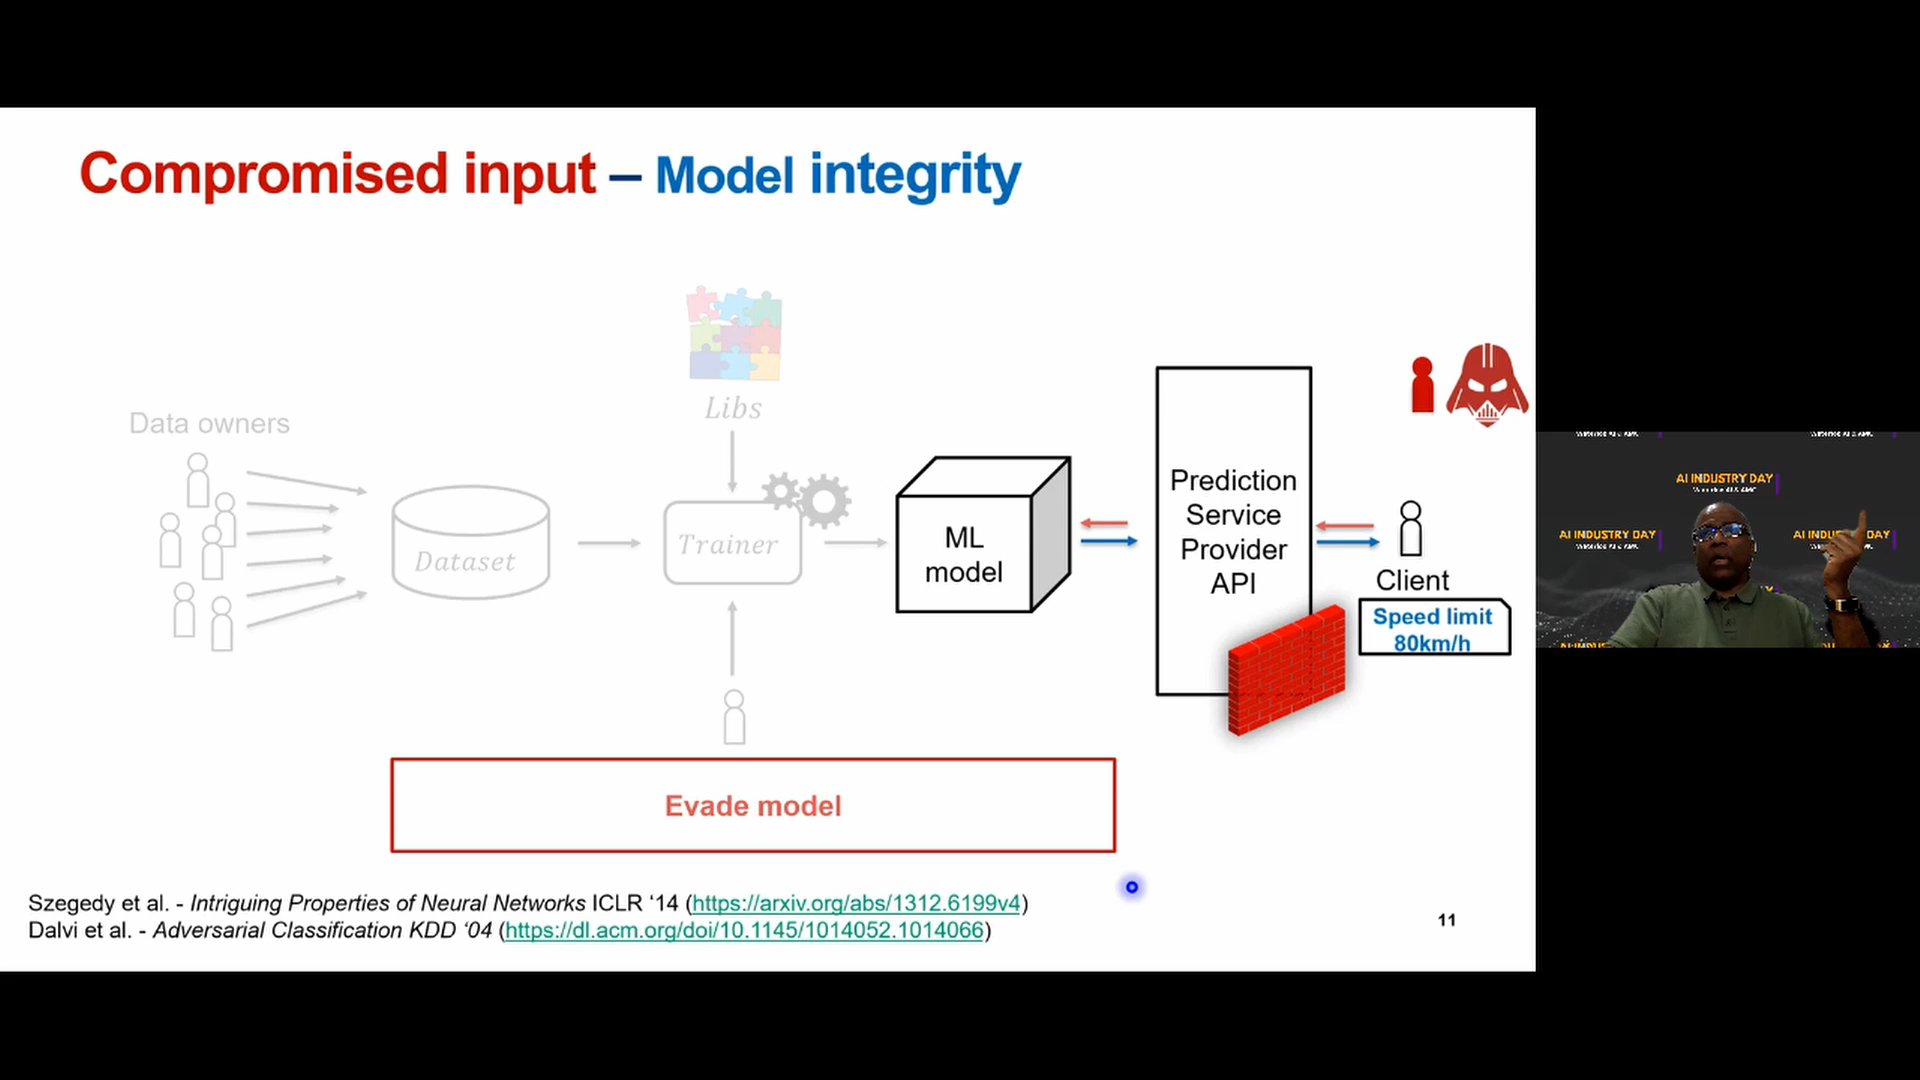 Compromised input – Model integrity
Libs
Data owners
Dataset
Trainer
ML
model
Prediction
Service
Provider
API
Client
Speed limit
80km/h
Evade model
Szegedy et al. - Intriguing Properties of Neural Networks ICLR ‘14 (https://arxiv.org/abs/1312.6199v4)
Dalvi et al. - Adversarial Classification KDD ‘04 (https://dl.acm.org/doi/10.1145/1014052.1014066)
11
AI INDUSTRY DAY
AI INDUSTRY DAY